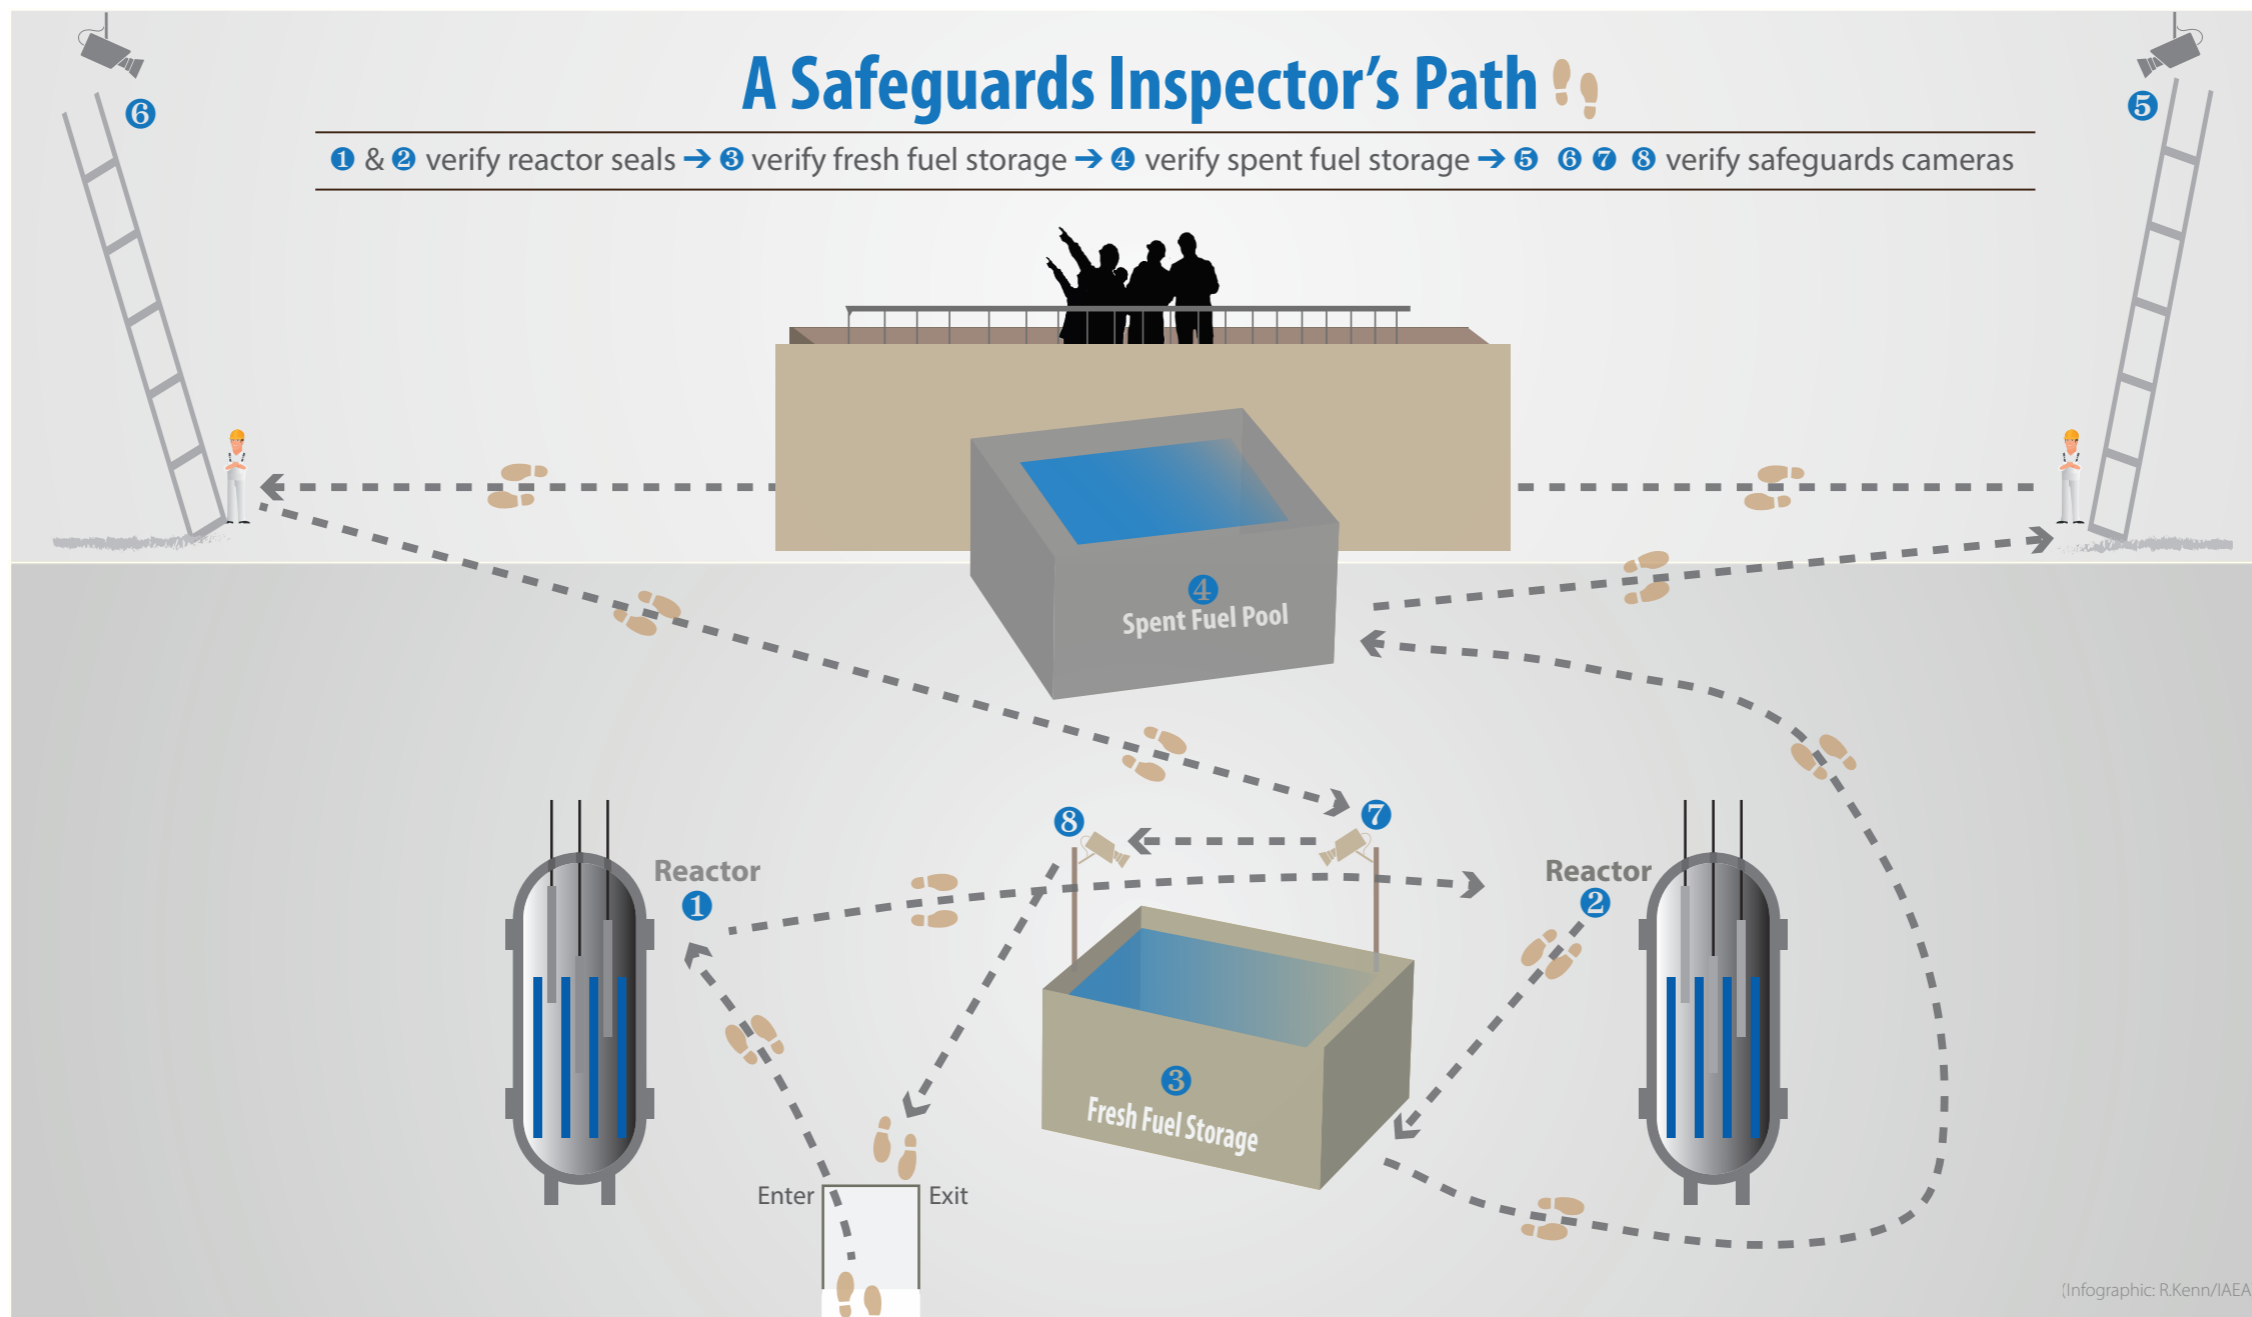 A Safeguards Inspector's Path
❶ & ❷ verify reactor seals ➔ ❸ verify fresh fuel storage ➔ ❹ verify spent fuel storage ➔ ❺ ❻ ❼ ❽ verify safeguards cameras
❻
❺
❹
Spent Fuel Pool
❽
❼
Reactor
❶
Reactor
❷
❸
Fresh Fuel Storage
Enter
Exit
(Infographic: R.Kenn/IAEA